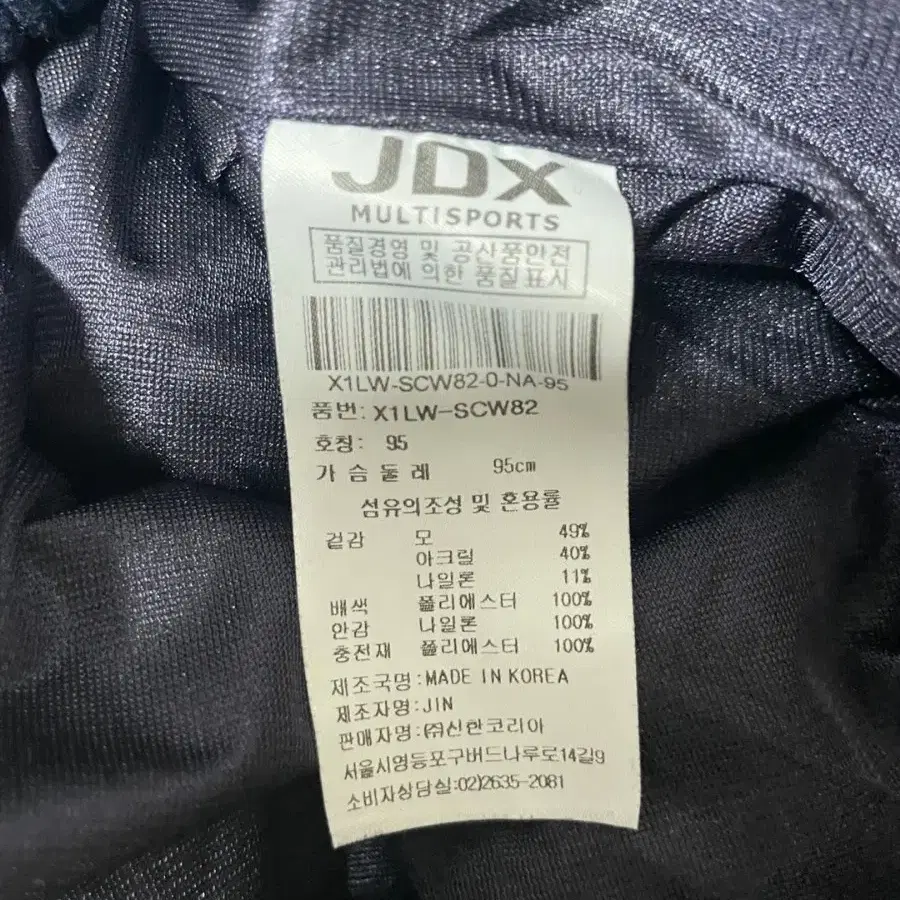 JDX
MULTISPORTS
품질경영 및 공산품안전
관리법에 의한 품질표시
X1LW-SCW82-0-NA-95
품번: X1LW-SCW82
호칭: 95
가슴둘레 95cm
섬유의조성 및 혼용률
겉감 모 49%
아크릴 40%
나일론 11%
배색 폴리에스터 100%
안감 나일론 100%
충전재 폴리에스터 100%
제조국명:MADE IN KOREA
제조자명:JIN
판매자명:(주)신한코리아
서울시영등포구버드나루로14길9
소비자상담실:02)2635-2081